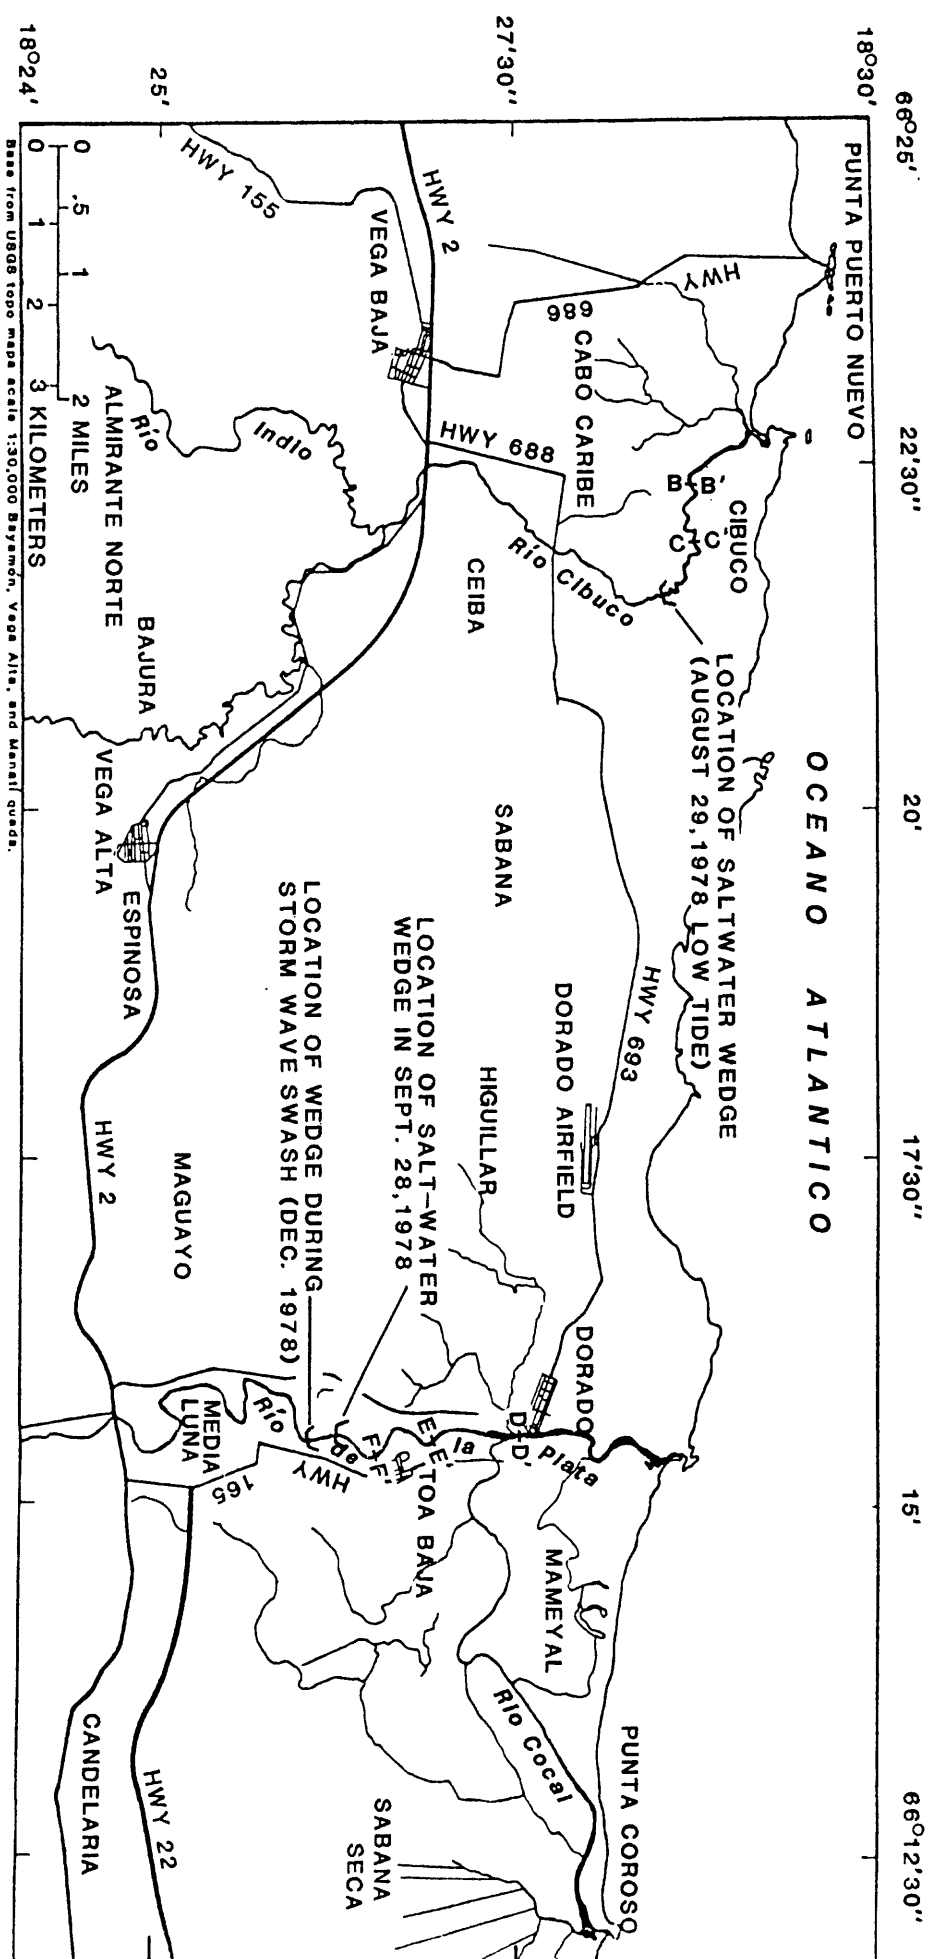 66°25'
22'30"
20'
17'30"
15'
66°12'30"
18°30'
27'30"
25'
18°24'
PUNTA PUERTO NUEVO
OCEANO ATLANTICO
HWY
686
CABO CARIBE
B-B'
C-C'
CIBUCO
LOCATION OF SALTWATER WEDGE
(AUGUST 29,1978 LOW TIDE)
Río Cibuco
HWY 688
HWY 2
VEGA BAJA
HWY 155
CEIBA
SABANA
HWY 693
DORADO AIRFIELD
HIGUILLAR
DORADO
D-D'
Plata
la
E-E'
de
F-F'
Río
TOA BAJA
MAMEYAL
PUNTA COROSO
Río Cocal
SABANA
SECA
LOCATION OF SALT-WATER
WEDGE IN SEPT. 28,1978
LOCATION OF WEDGE DURING
STORM WAVE SWASH (DEC. 1978)
Río
Indio
ALMIRANTE NORTE
BAJURA
VEGA ALTA
ESPINOSA
MAGUAYO
HWY 2
MEDIA
LUNA
HWY
165
HWY 22
CANDELARIA
0 .5 1 2 MILES
0 1 2 3 KILOMETERS
Base from USGS topo maps scale 1:30,000 Bayamon, Vega Alta, and Manati quads.